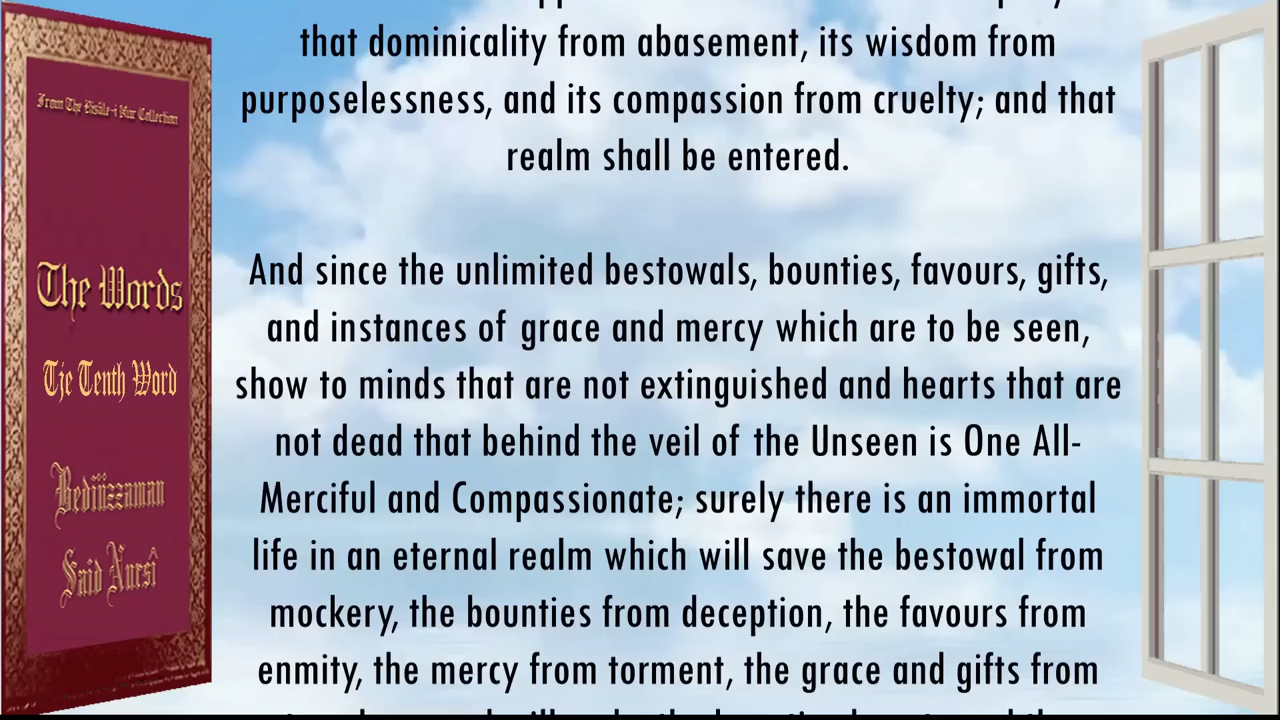 From The Risale-i Nur Collection
The Words
Tje Tenth Word
Bediüzzaman
Said Nursî
that dominicality from abasement, its wisdom from
purposelessness, and its compassion from cruelty; and that
realm shall be entered.
And since the unlimited bestowals, bounties, favours, gifts,
and instances of grace and mercy which are to be seen,
show to minds that are not extinguished and hearts that are
not dead that behind the veil of the Unseen is One All-
Merciful and Compassionate; surely there is an immortal
life in an eternal realm which will save the bestowal from
mockery, the bounties from deception, the favours from
enmity, the mercy from torment, the grace and gifts from